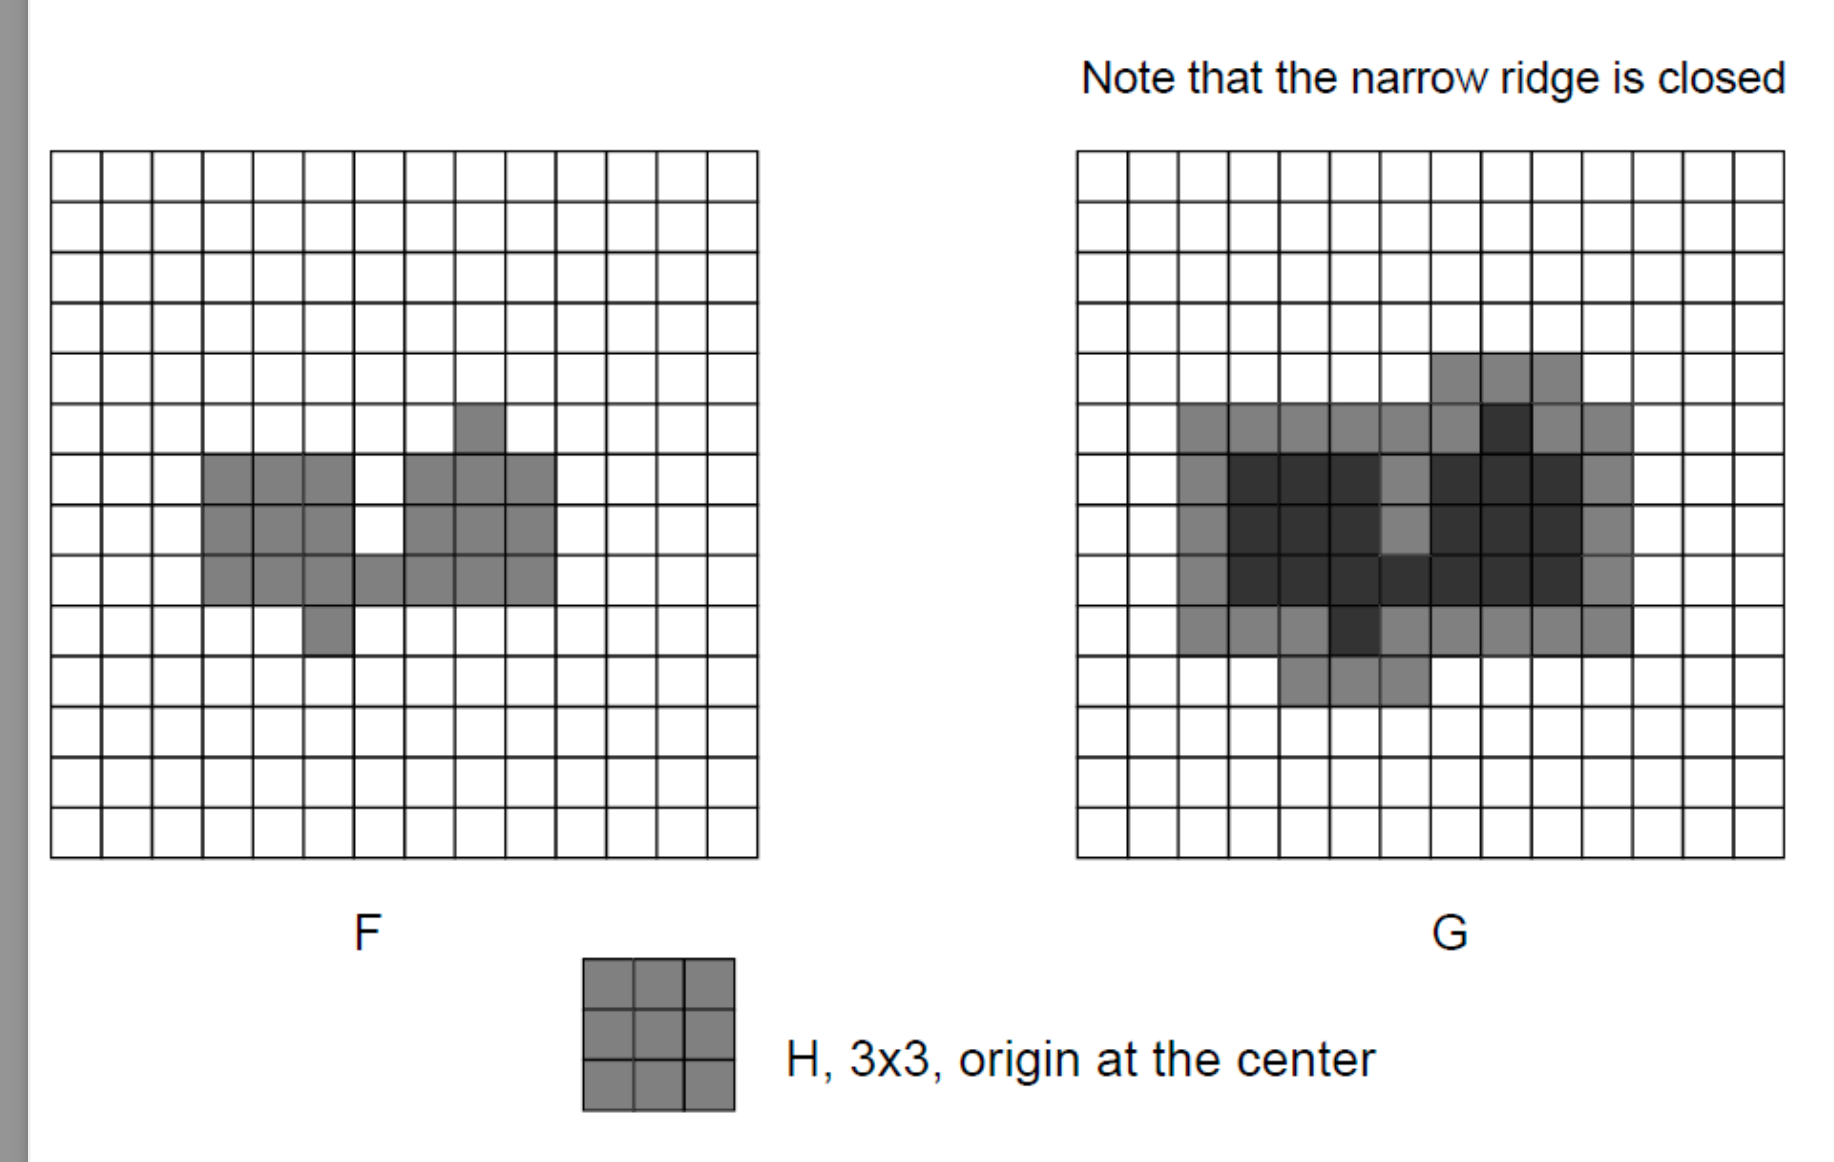 Note that the narrow ridge is closed
F
G
H, 3x3, origin at the center